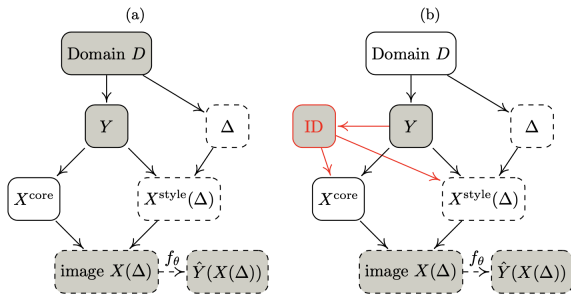 (a)
Domain D
Y
Δ
X^core
X^style(Δ)
image X(Δ)
f_θ
Ŷ(X(Δ))
(b)
Domain D
ID
Y
Δ
X^core
X^style(Δ)
image X(Δ)
f_θ
Ŷ(X(Δ))